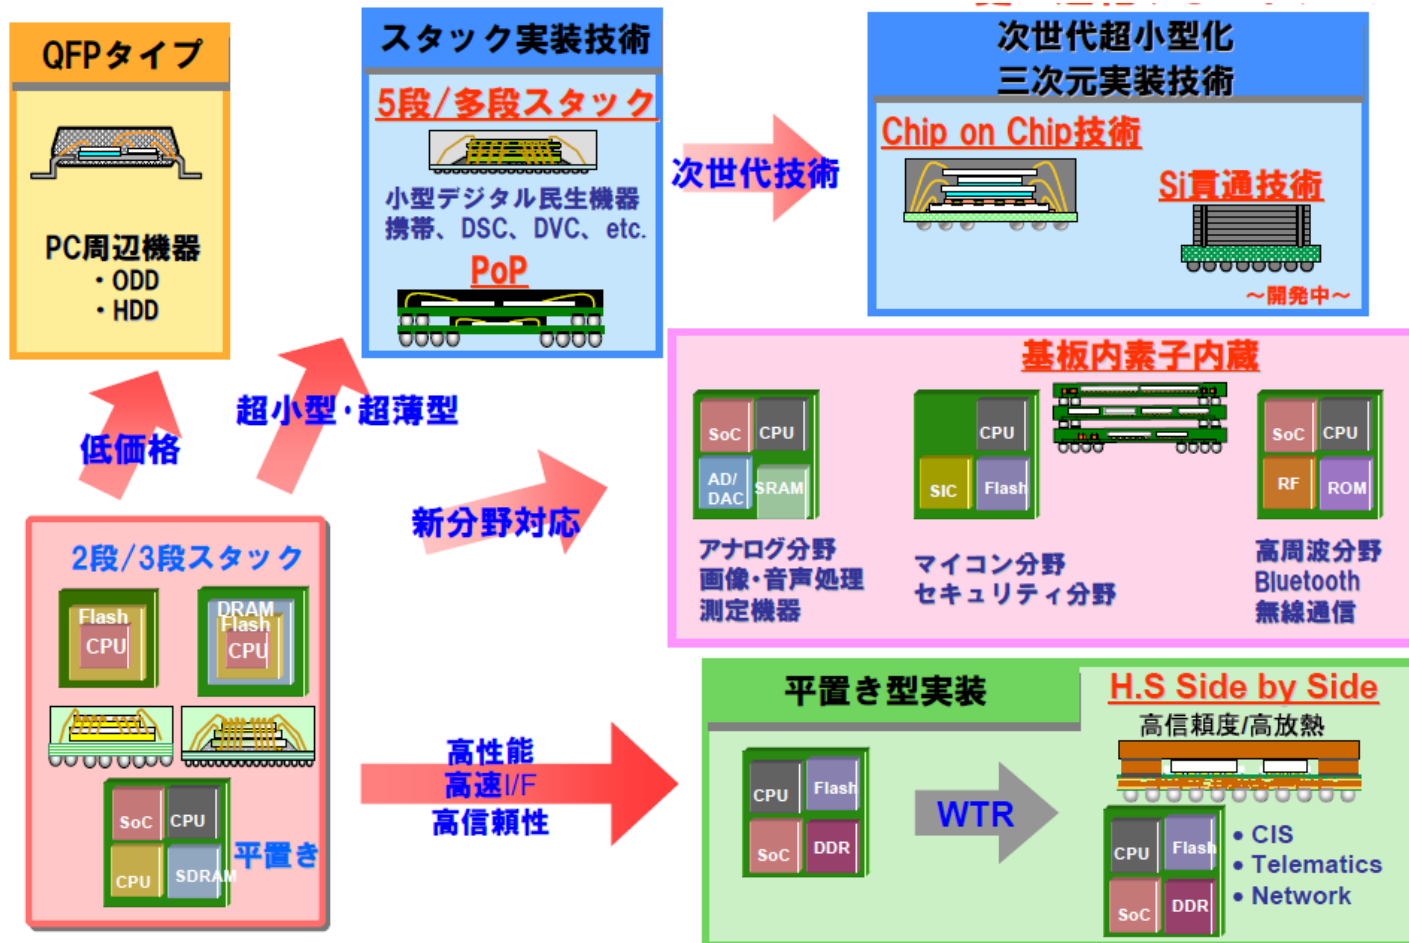 QFPタイプ
PC周辺機器
・ODD
・HDD
スタック実装技術
5段/多段スタック
小型デジタル民生機器
携帯、DSC、DVC、etc.
PoP
次世代技術
次世代超小型化
三次元実装技術
Chip on Chip技術
Si貫通技術
～開発中～
低価格
超小型・超薄型
新分野対応
基板内素子内蔵
SoC
CPU
AD/
DAC
SRAM
アナログ分野
画像・音声処理
測定機器
CPU
SIC
Flash
マイコン分野
セキュリティ分野
SoC
CPU
RF
ROM
高周波分野
Bluetooth
無線通信
2段/3段スタック
Flash
CPU
DRAM
Flash
CPU
SoC
CPU
CPU
SDRAM
平置き
高性能
高速I/F
高信頼性
平置き型実装
CPU
Flash
SoC
DDR
WTR
H.S Side by Side
高信頼度/高放熱
CPU
Flash
SoC
DDR
• CIS
• Telematics
• Network